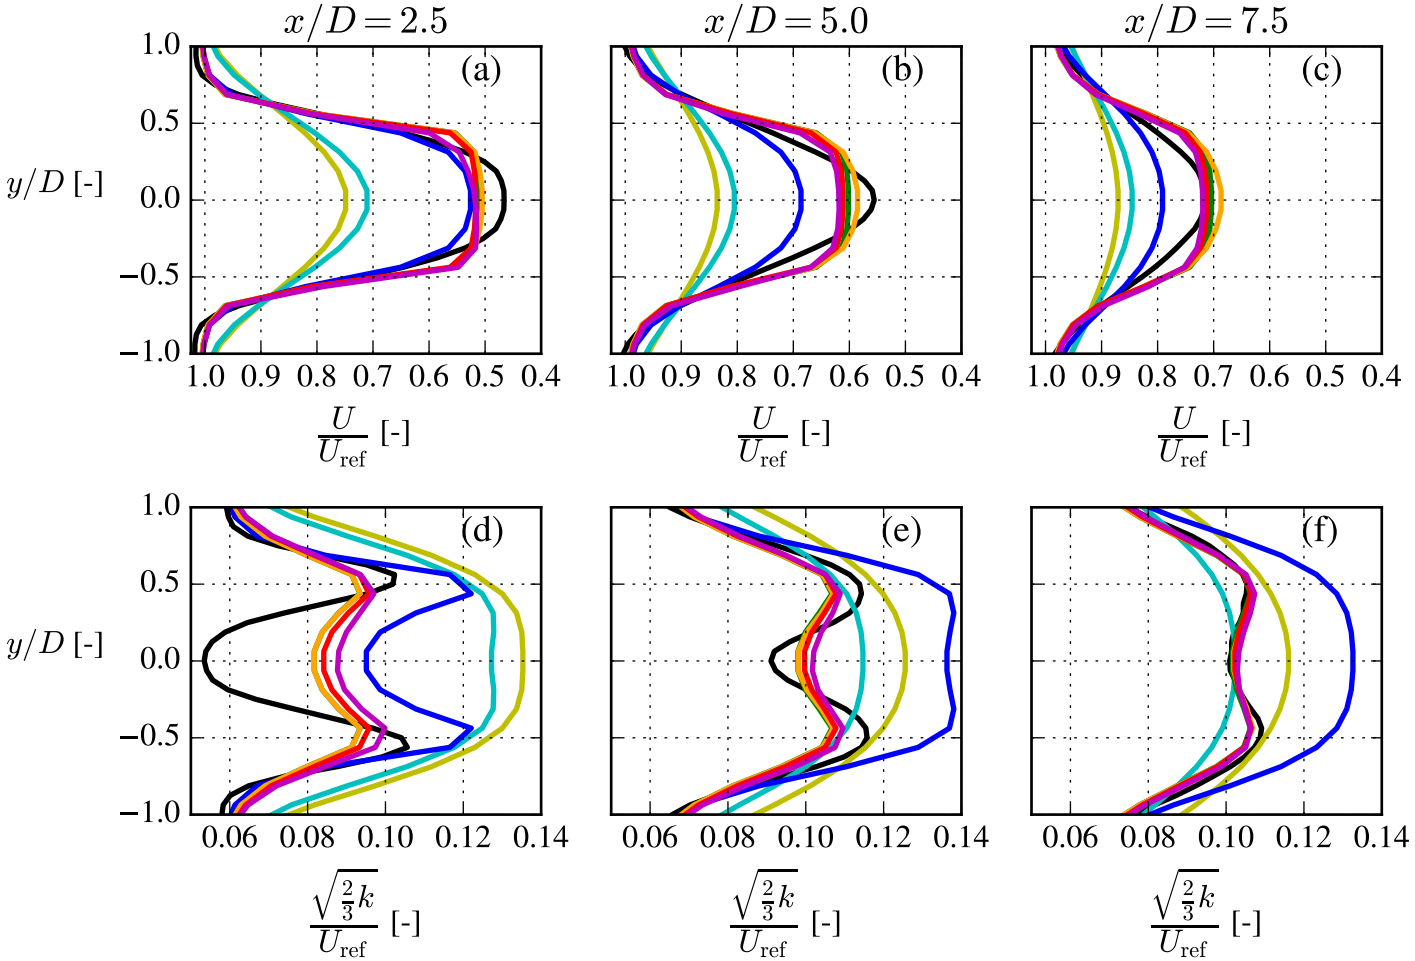 x/D = 2.5 x/D = 5.0 x/D = 7.5
(a) (b) (c)
1.0
0.5
y/D [-] 0.0
−0.5
−1.0
1.0 0.9 0.8 0.7 0.6 0.5 0.4 1.0 0.9 0.8 0.7 0.6 0.5 0.4 1.0 0.9 0.8 0.7 0.6 0.5 0.4
U/U_ref [-] U/U_ref [-] U/U_ref [-]
1.0
(d) (e) (f)
0.5
y/D [-] 0.0
−0.5
−1.0
0.06 0.08 0.10 0.12 0.14 0.06 0.08 0.10 0.12 0.14 0.06 0.08 0.10 0.12 0.14
√(2/3 k)/U_ref [-] √(2/3 k)/U_ref [-] √(2/3 k)/U_ref [-]